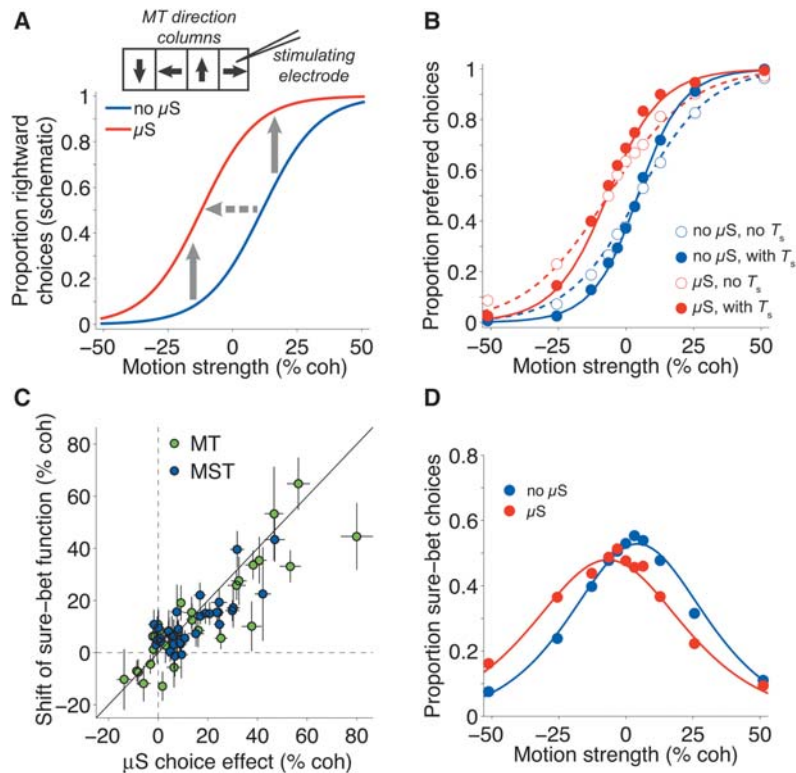 A
MT direction
columns
stimulating
electrode
no µS
µS
Proportion rightward
choices (schematic)
1
0.8
0.6
0.4
0.2
0
−50
−25
0
25
50
Motion strength (% coh)
B
Proportion preferred choices
1.0
0.8
0.6
0.4
0.2
0
no µS, no Ts
no µS, with Ts
µS, no Ts
µS, with Ts
−50
−25
0
25
50
Motion strength (% coh)
C
MT
MST
Shift of sure−bet function (% coh)
80
60
40
20
0
−20
−20
0
20
40
60
80
µS choice effect (% coh)
D
no µS
µS
Proportion sure−bet choices
0.8
0.6
0.4
0.2
0
−50
−25
0
25
50
Motion strength (% coh)